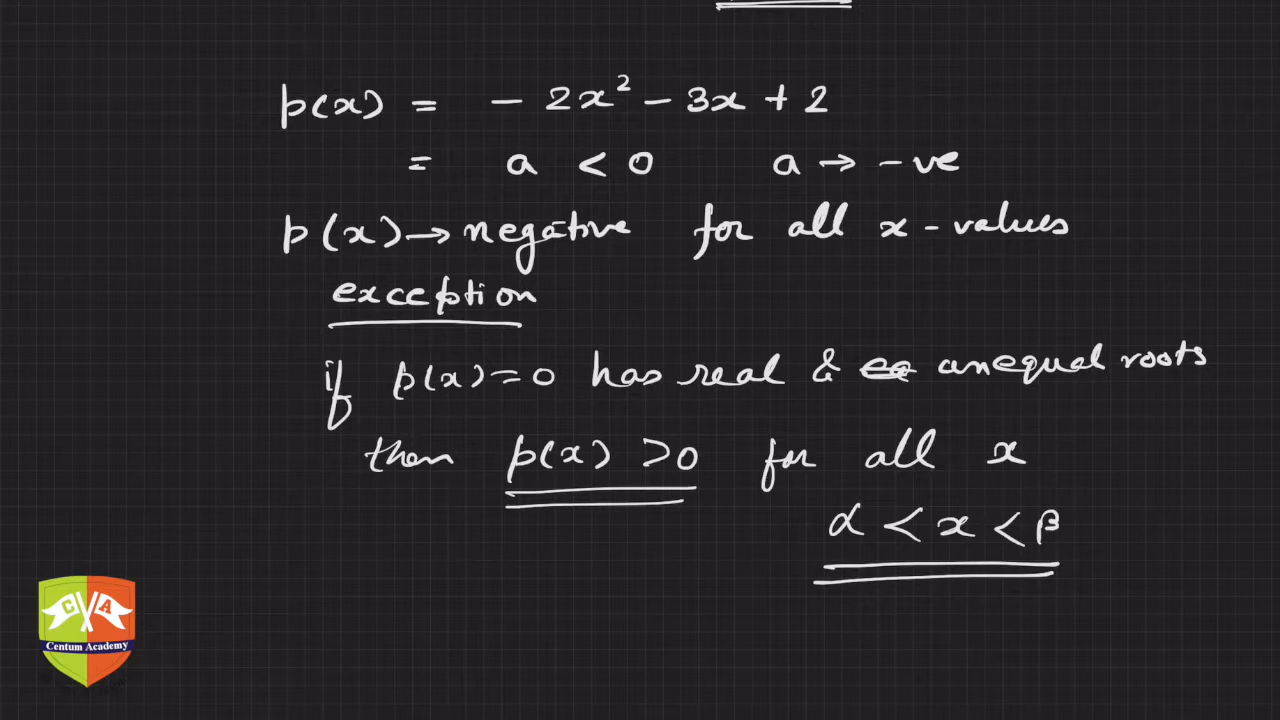 p(x) = - 2x² - 3x + 2
= a < 0 a → -ve
p(x) → negative for all x - values
exception
if p(x) = 0 has real & unequal roots
then p(x) > 0 for all x
α < x < β
C A
Centum Academy